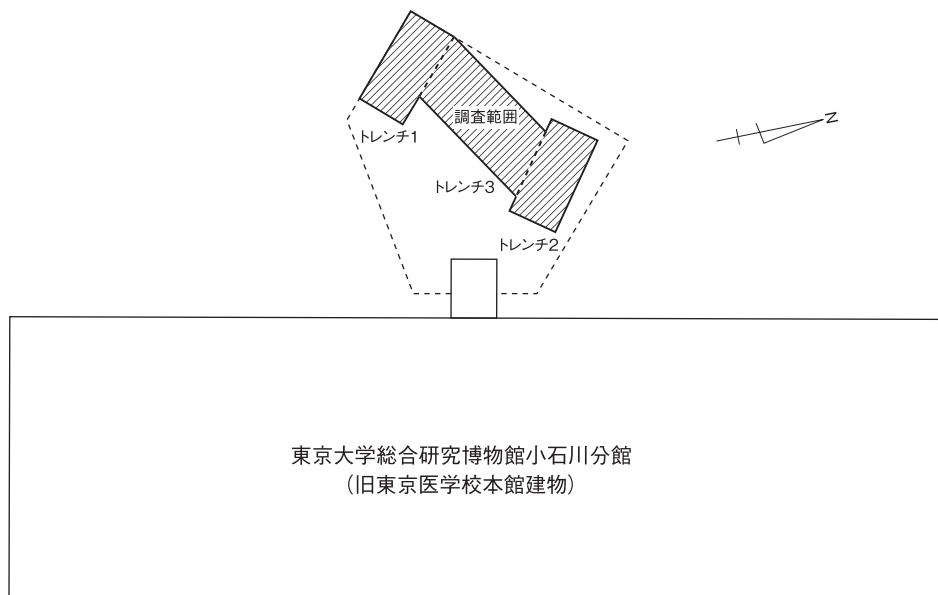 調査範囲
トレンチ1
トレンチ3
トレンチ2
N
東京大学総合研究博物館小石川分館
（旧東京医学校本館建物）